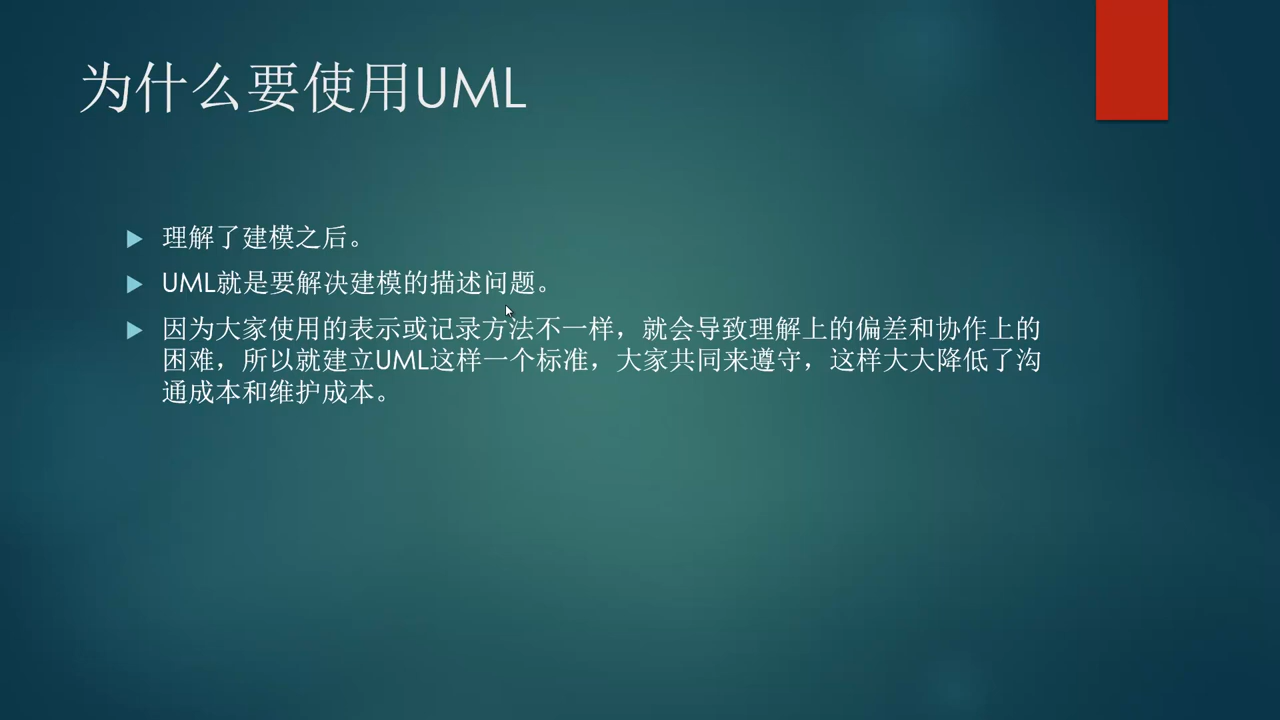 为什么要使用UML
理解了建模之后。
UML就是要解决建模的描述问题。
因为大家使用的表示或记录方法不一样，就会导致理解上的偏差和协作上的
困难，所以就建立UML这样一个标准，大家共同来遵守，这样大大降低了沟
通成本和维护成本。